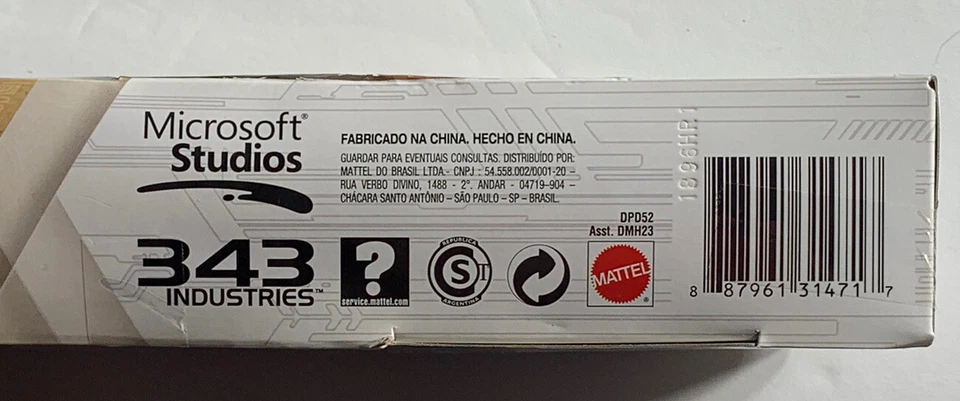 Microsoft®
Studios
343
INDUSTRIES™
FABRICADO NA CHINA. HECHO EN CHINA.
GUARDAR PARA EVENTUAIS CONSULTAS. DISTRIBUÍDO POR:
MATTEL DO BRASIL LTDA.- CNPJ : 54.558.002/0001-20 –
RUA VERBO DIVINO, 1488 - 2°. ANDAR - 04719-904 –
CHÁCARA SANTO ANTÔNIO – SÃO PAULO – SP – BRASIL.
DPD52
Asst. DMH23
?
service.mattel.com
REPUBLICA
S T
ARGENTINA
MATTEL
®
1896HR1
8 87961 31471 7